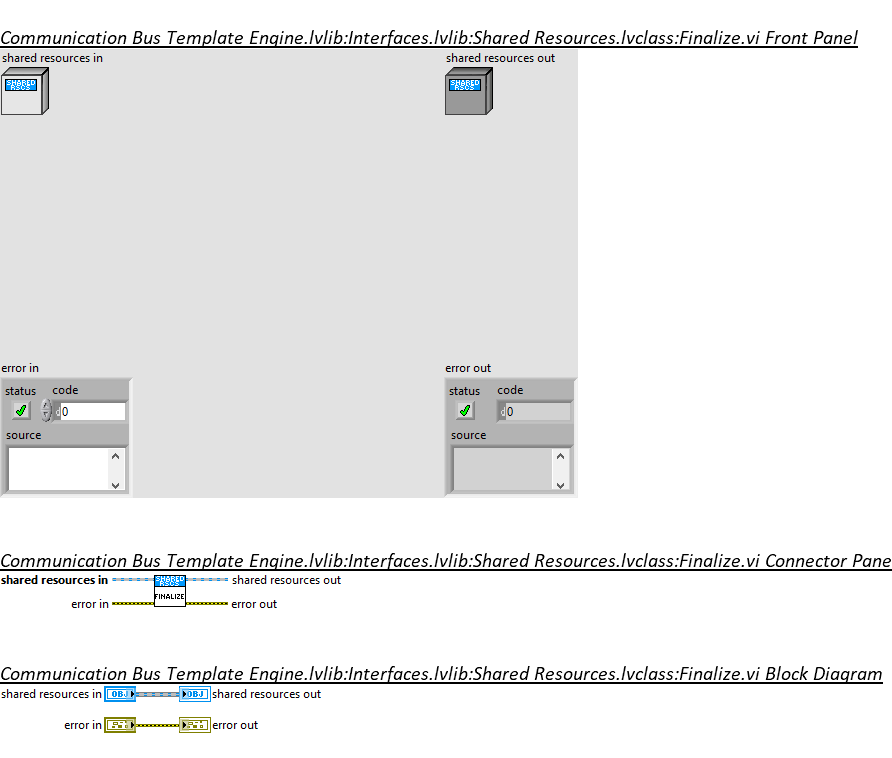 Communication Bus Template Engine.lvlib:Interfaces.lvlib:Shared Resources.lvclass:Finalize.vi Front Panel
shared resources in
shared resources out
SHARED
RSCS
SHARED
RSCS
error in
error out
status code
d 0
source
status code
d 0
source
Communication Bus Template Engine.lvlib:Interfaces.lvlib:Shared Resources.lvclass:Finalize.vi Connector Pane
shared resources in
SHARED
RSCS
shared resources out
error in
FINALIZE
error out
Communication Bus Template Engine.lvlib:Interfaces.lvlib:Shared Resources.lvclass:Finalize.vi Block Diagram
shared resources in OBJ OBJ shared resources out
error in error out